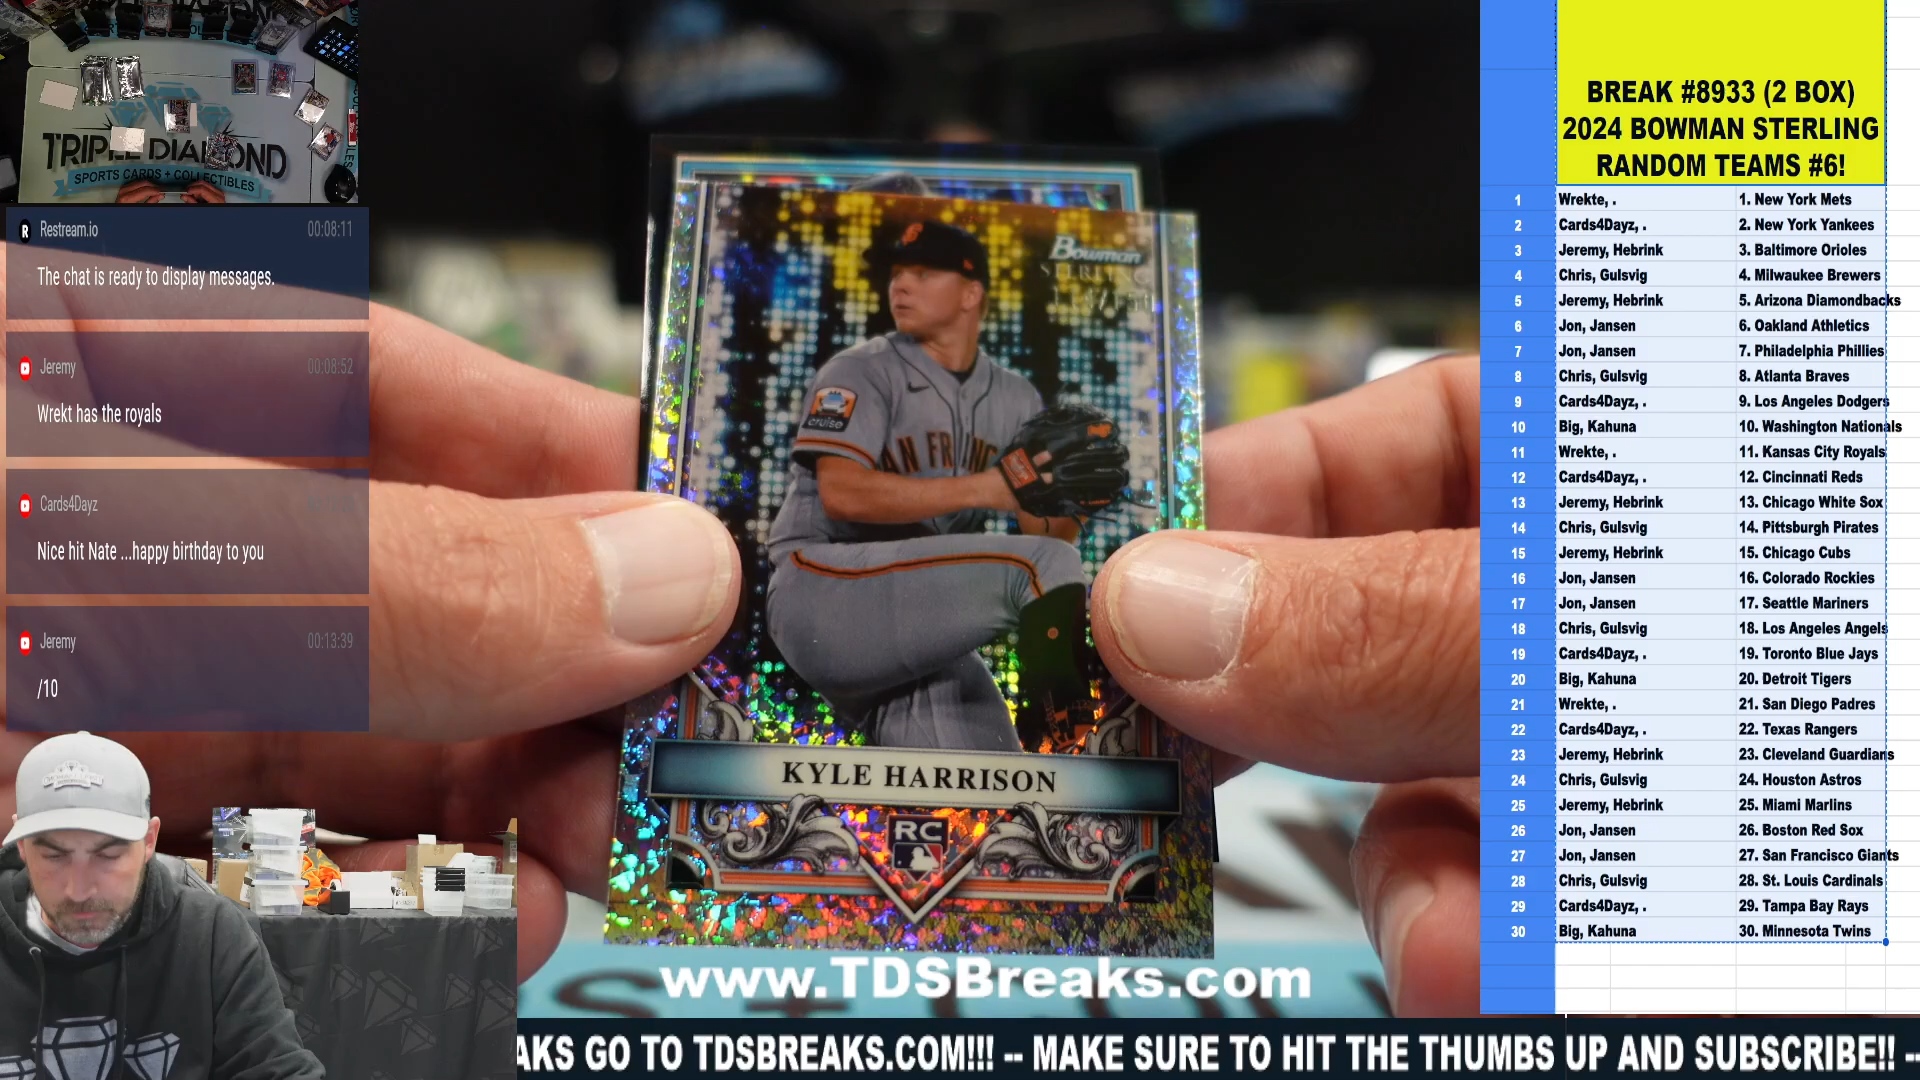 TRIPLE DIAMOND
SPORTS CARDS + COLLECTIBLES
Restream.io 00:08:11
The chat is ready to display messages.
Jeremy 00:08:52
Wrekt has the royals
Cards4Dayz
Nice hit Nate ...happy birthday to you
Jeremy 00:13:39
/10
Bowman
STERLING
cruise
AN FRANC
KYLE HARRISON
RC
www.TDSBreaks.com
AKS GO TO TDSBREAKS.COM!!! -- MAKE SURE TO HIT THE THUMBS UP AND SUBSCRIBE!! --
BREAK #8933 (2 BOX)
2024 BOWMAN STERLING
RANDOM TEAMS #6!
1 Wrekte, . 1. New York Mets
2 Cards4Dayz, . 2. New York Yankees
3 Jeremy, Hebrink 3. Baltimore Orioles
4 Chris, Gulsvig 4. Milwaukee Brewers
5 Jeremy, Hebrink 5. Arizona Diamondbacks
6 Jon, Jansen 6. Oakland Athletics
7 Jon, Jansen 7. Philadelphia Phillies
8 Chris, Gulsvig 8. Atlanta Braves
9 Cards4Dayz, . 9. Los Angeles Dodgers
10 Big, Kahuna 10. Washington Nationals
11 Wrekte, . 11. Kansas City Royals
12 Cards4Dayz, . 12. Cincinnati Reds
13 Jeremy, Hebrink 13. Chicago White Sox
14 Chris, Gulsvig 14. Pittsburgh Pirates
15 Jeremy, Hebrink 15. Chicago Cubs
16 Jon, Jansen 16. Colorado Rockies
17 Jon, Jansen 17. Seattle Mariners
18 Chris, Gulsvig 18. Los Angeles Angels
19 Cards4Dayz, . 19. Toronto Blue Jays
20 Big, Kahuna 20. Detroit Tigers
21 Wrekte, . 21. San Diego Padres
22 Cards4Dayz, . 22. Texas Rangers
23 Jeremy, Hebrink 23. Cleveland Guardians
24 Chris, Gulsvig 24. Houston Astros
25 Jeremy, Hebrink 25. Miami Marlins
26 Jon, Jansen 26. Boston Red Sox
27 Jon, Jansen 27. San Francisco Giants
28 Chris, Gulsvig 28. St. Louis Cardinals
29 Cards4Dayz, . 29. Tampa Bay Rays
30 Big, Kahuna 30. Minnesota Twins